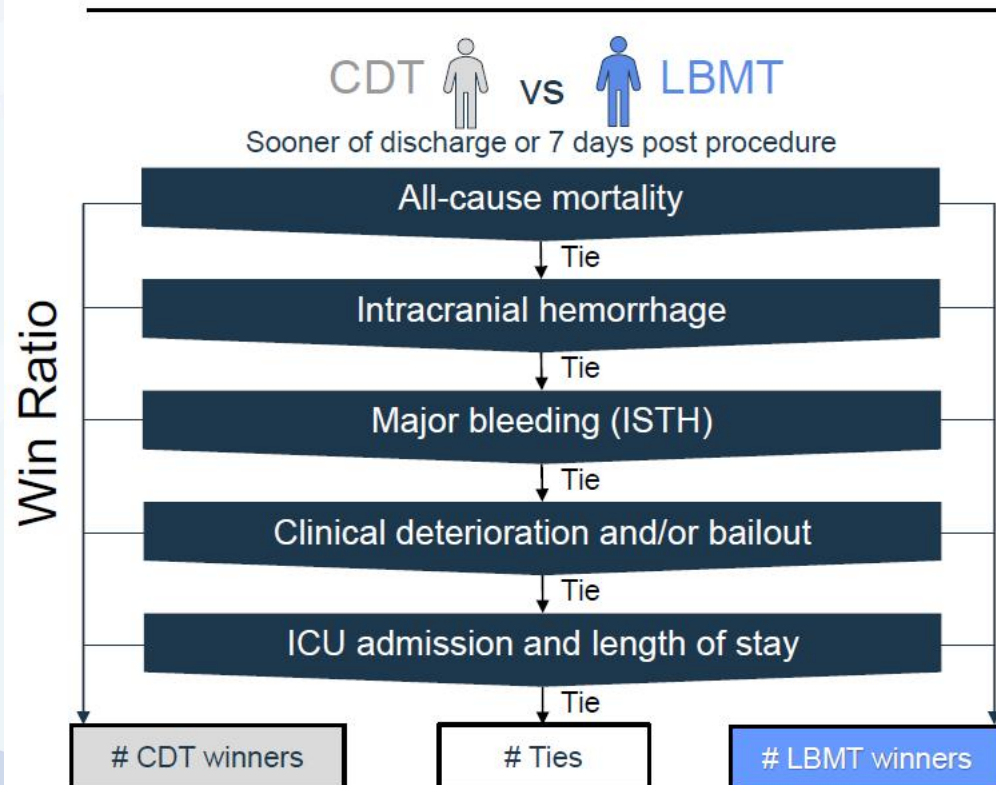 CDT vs LBMT
Sooner of discharge or 7 days post procedure
All-cause mortality
Tie
Intracranial hemorrhage
Tie
Major bleeding (ISTH)
Tie
Clinical deterioration and/or bailout
Tie
ICU admission and length of stay
Tie
Win Ratio
# CDT winners
# Ties
# LBMT winners